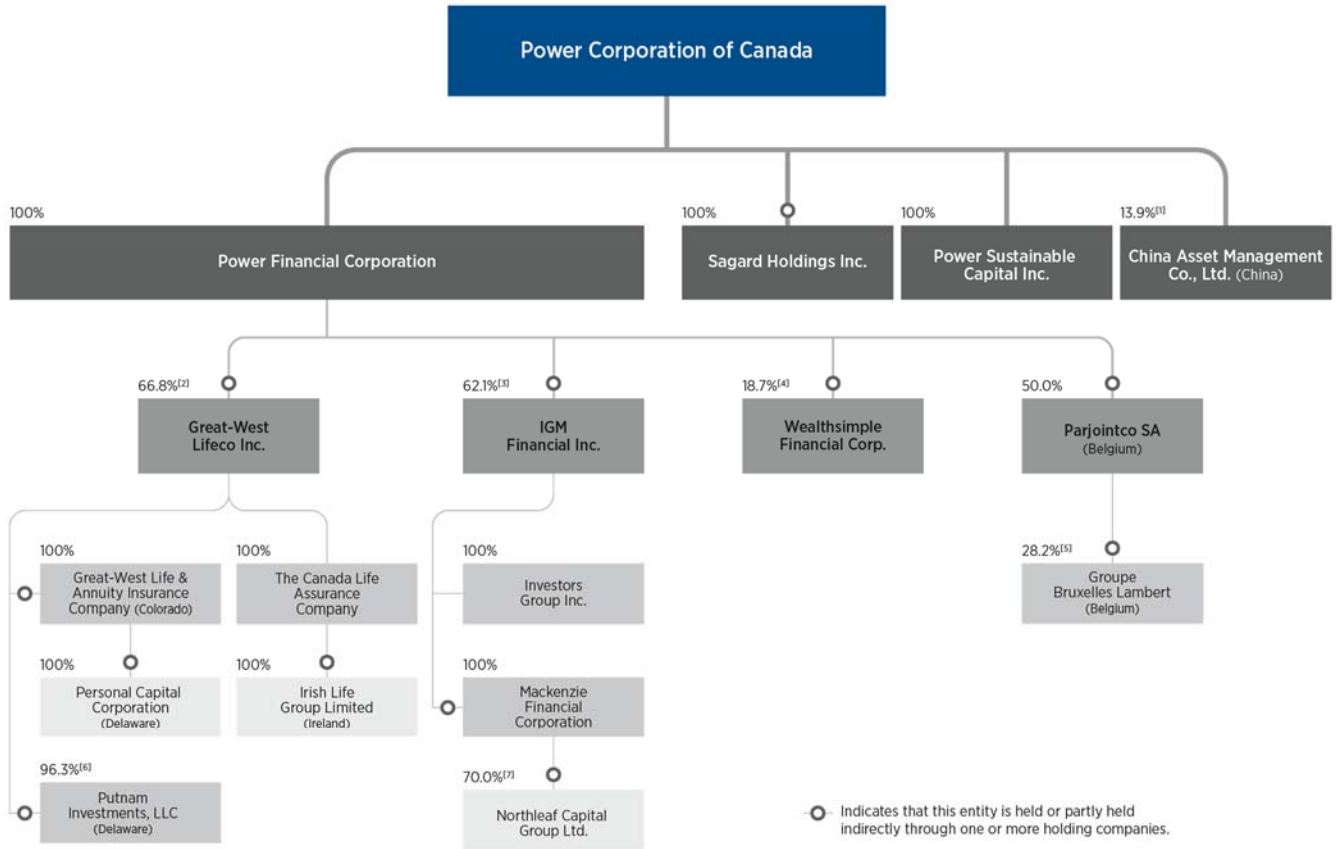 Power Corporation of Canada
100%
Power Financial Corporation
100%
Sagard Holdings Inc.
100%
Power Sustainable
Capital Inc.
13.9%[1]
China Asset Management
Co., Ltd. (China)
66.8%[2]
Great-West
Lifeco Inc.
62.1%[3]
IGM
Financial Inc.
18.7%[4]
Wealthsimple
Financial Corp.
50.0%
Parjointco SA
(Belgium)
100%
Great-West Life &
Annuity Insurance
Company (Colorado)
100%
The Canada Life
Assurance
Company
100%
Investors
Group Inc.
28.2%[5]
Groupe
Bruxelles Lambert
(Belgium)
100%
Personal Capital
Corporation
(Delaware)
100%
Irish Life
Group Limited
(Ireland)
100%
Mackenzie
Financial
Corporation
96.3%[6]
Putnam
Investments, LLC
(Delaware)
70.0%[7]
Northleaf Capital
Group Ltd.
Indicates that this entity is held or partly held
indirectly through one or more holding companies.